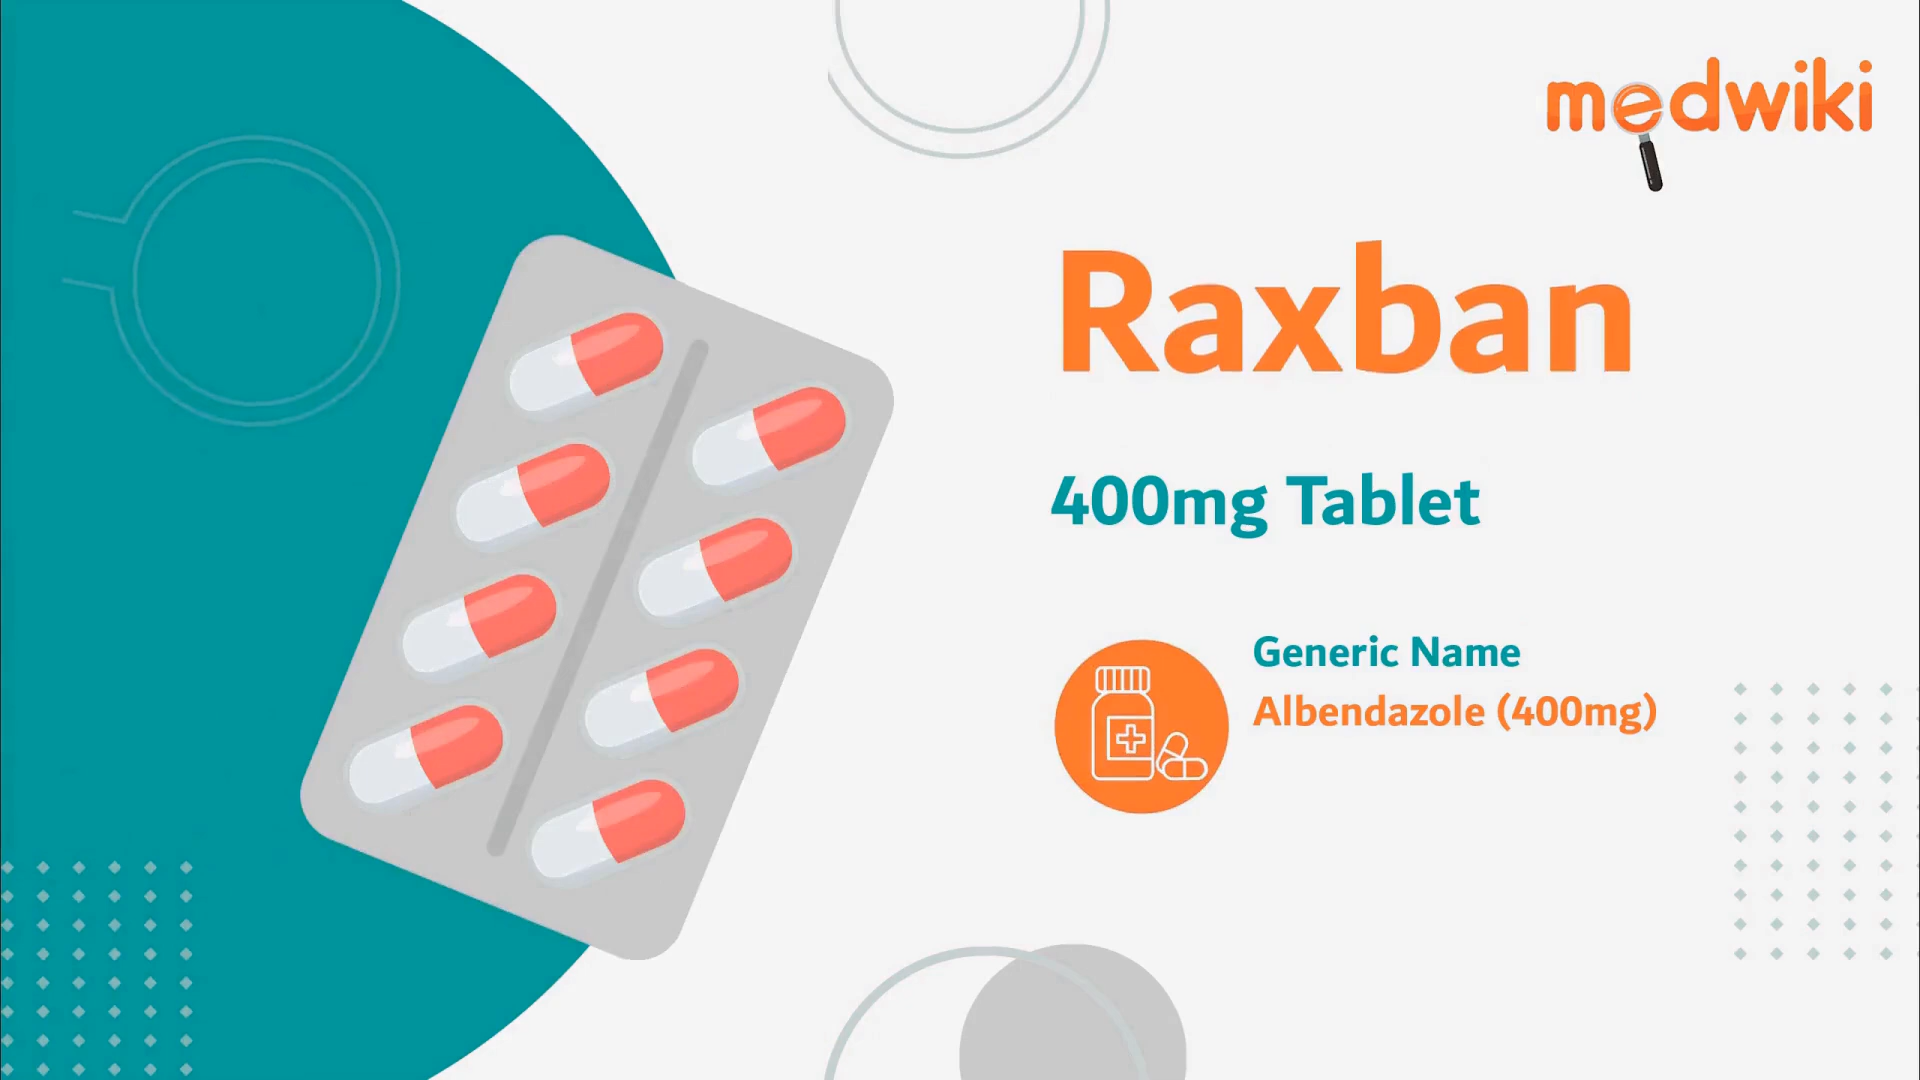 medwiki
Raxban
400mg Tablet
Generic Name
Albendazole (400mg)